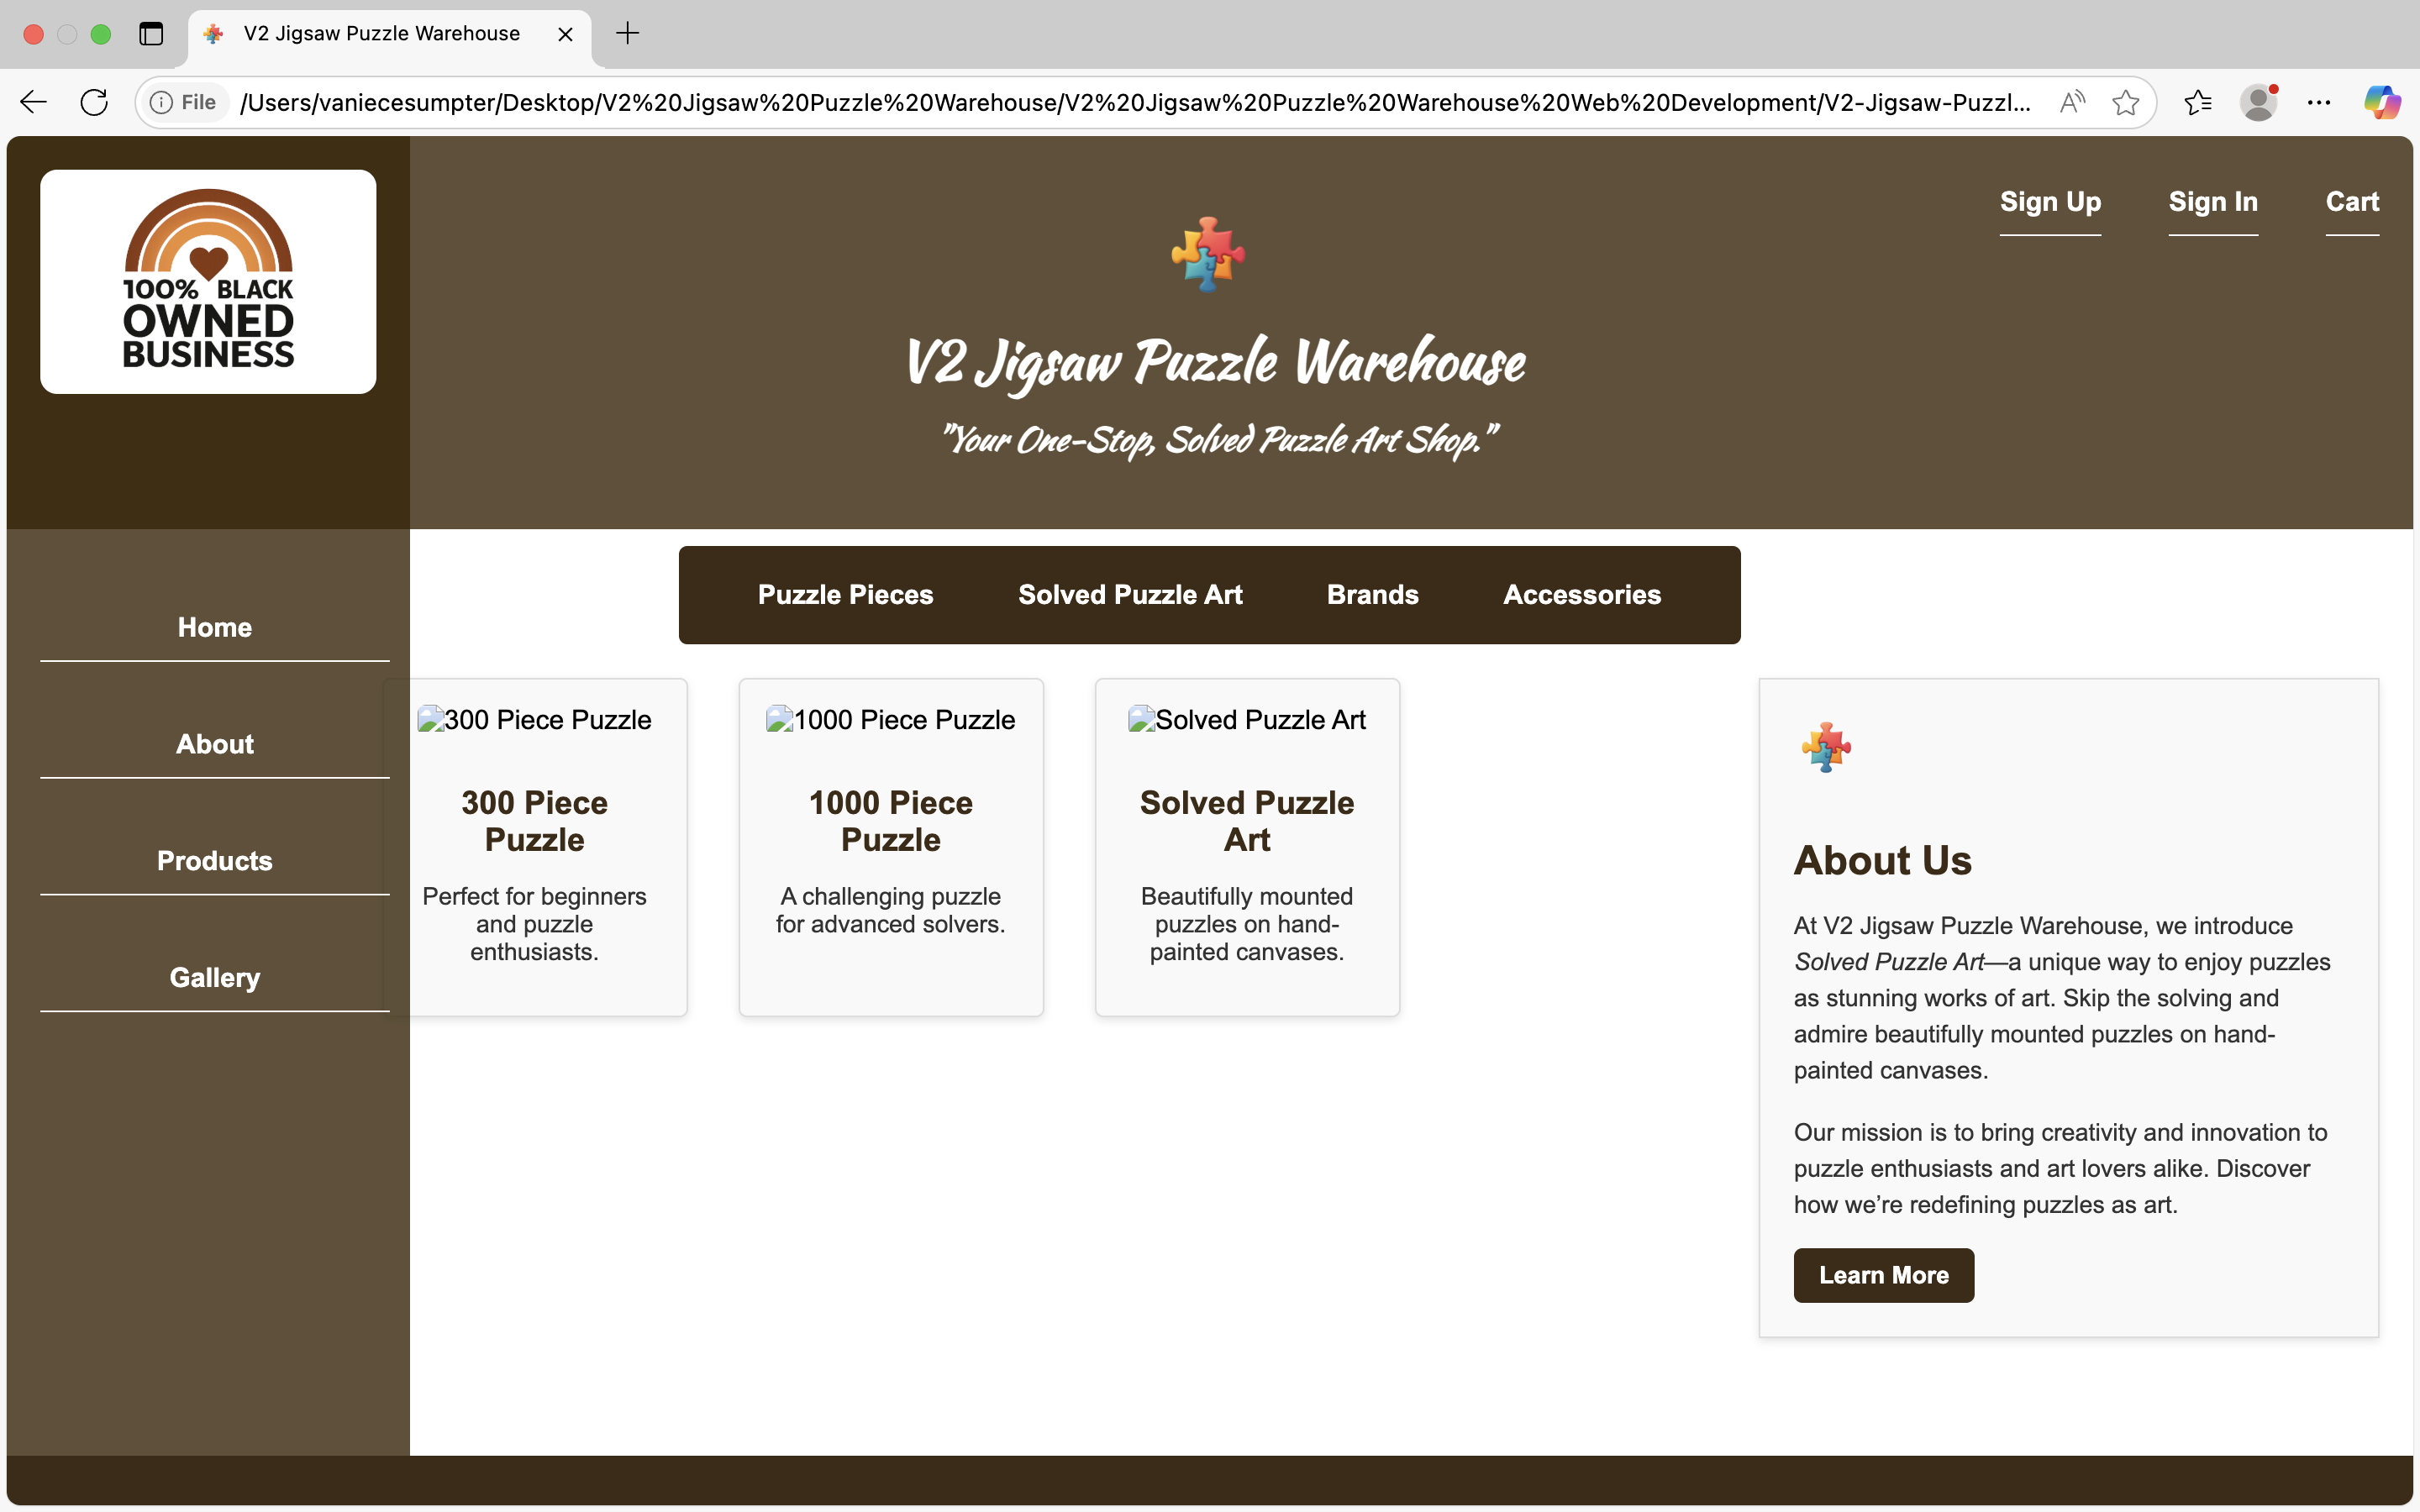 V2 Jigsaw Puzzle Warehouse
File
/Users/vaniecesumpter/Desktop/V2%20Jigsaw%20Puzzle%20Warehouse/V2%20Jigsaw%20Puzzle%20Warehouse%20Web%20Development/V2-Jigsaw-Puzzl...
100% BLACK
OWNED
BUSINESS
Sign Up
Sign In
Cart
V2 Jigsaw Puzzle Warehouse
"Your One-Stop, Solved Puzzle Art Shop."
Home
About
Products
Gallery
Puzzle Pieces
Solved Puzzle Art
Brands
Accessories
300 Piece Puzzle
300 Piece
Puzzle
Perfect for beginners
and puzzle
enthusiasts.
1000 Piece Puzzle
1000 Piece
Puzzle
A challenging puzzle
for advanced solvers.
Solved Puzzle Art
Solved Puzzle
Art
Beautifully mounted
puzzles on hand-
painted canvases.
About Us
At V2 Jigsaw Puzzle Warehouse, we introduce
Solved Puzzle Art—a unique way to enjoy puzzles
as stunning works of art. Skip the solving and
admire beautifully mounted puzzles on hand-
painted canvases.
Our mission is to bring creativity and innovation to
puzzle enthusiasts and art lovers alike. Discover
how we’re redefining puzzles as art.
Learn More